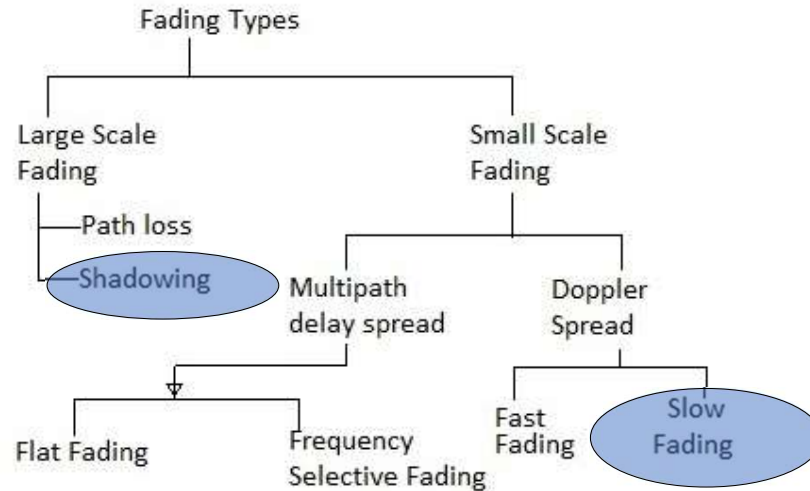 Fading Types
Large Scale
Fading
Small Scale
Fading
Path loss
Shadowing
Multipath
delay spread
Doppler
Spread
Flat Fading
Frequency
Selective Fading
Fast
Fading
Slow
Fading